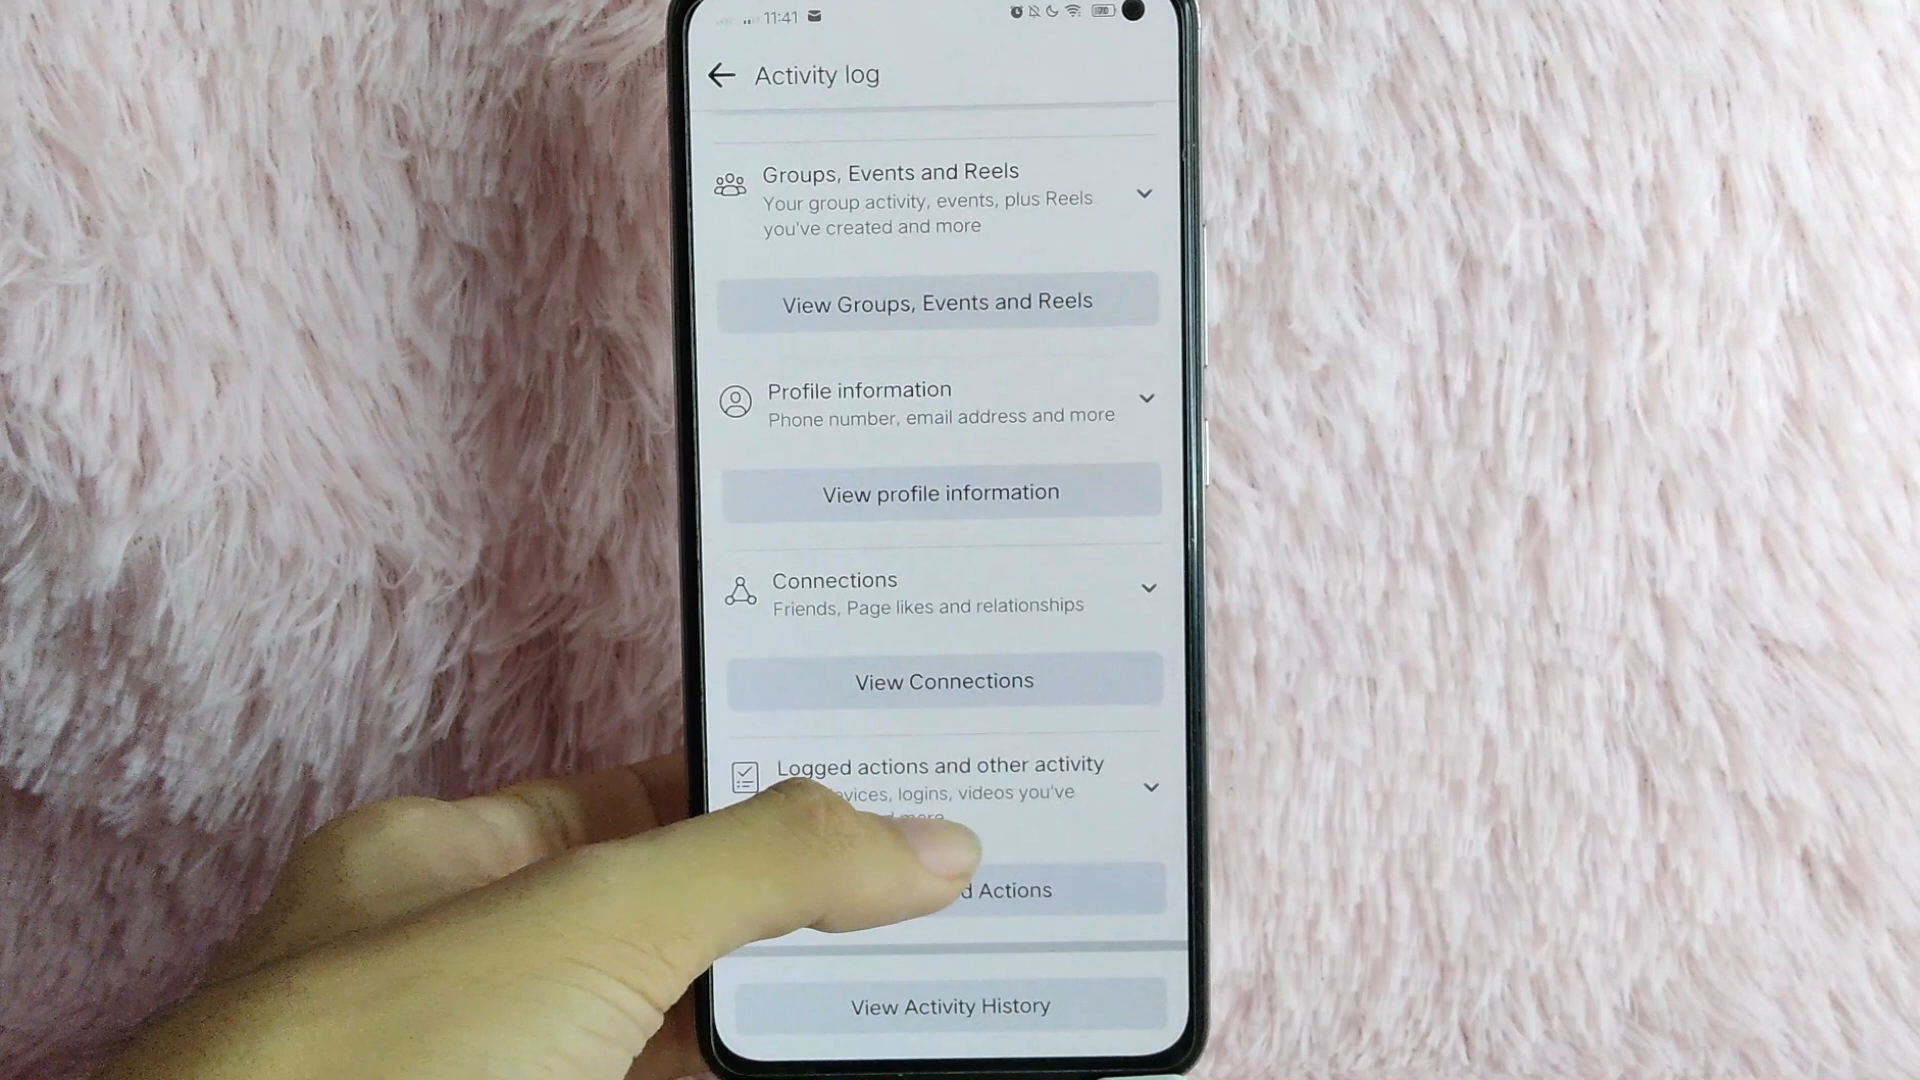 11:41
70
Activity log
Groups, Events and Reels
Your group activity, events, plus Reels
you've created and more
View Groups, Events and Reels
Profile information
Phone number, email address and more
View profile information
Connections
Friends, Page likes and relationships
View Connections
Logged actions and other activity
logins, videos you've
more
Actions
View Activity History